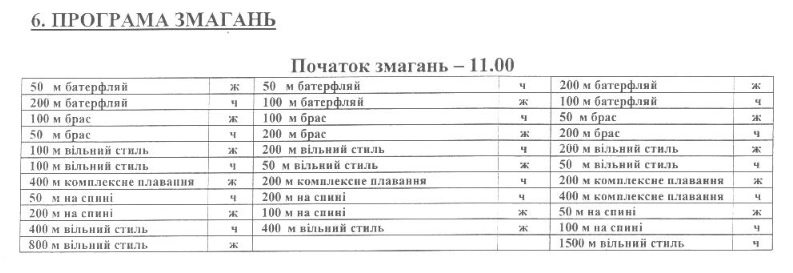 6. ПРОГРАМА ЗМАГАНЬ
Початок змагань – 11.00
50 м батерфляй ж 50 м батерфляй ч 200 м батерфляй ж
200 м батерфляй ч 100 м батерфляй ж 100 м батерфляй ч
100 м брас ж 100 м брас ч 50 м брас ж
50 м брас ч 200 м брас ж 200 м брас ч
100 м вільний стиль ж 200 м вільний стиль ч 200 м вільний стиль ж
100 м вільний стиль ч 50 м вільний стиль ж 50 м вільний стиль ч
400 м комплексне плавання ж 200 м комплексне плавання ч 200 м комплексне плавання ж
50 м на спині ч 200 м на спині ч 400 м комплексне плавання ч
200 м на спині ж 100 м на спині ж 50 м на спині ж
400 м вільний стиль ч 400 м вільний стиль ж 100 м на спині ч
800 м вільний стиль ж 1500 м вільний стиль ч